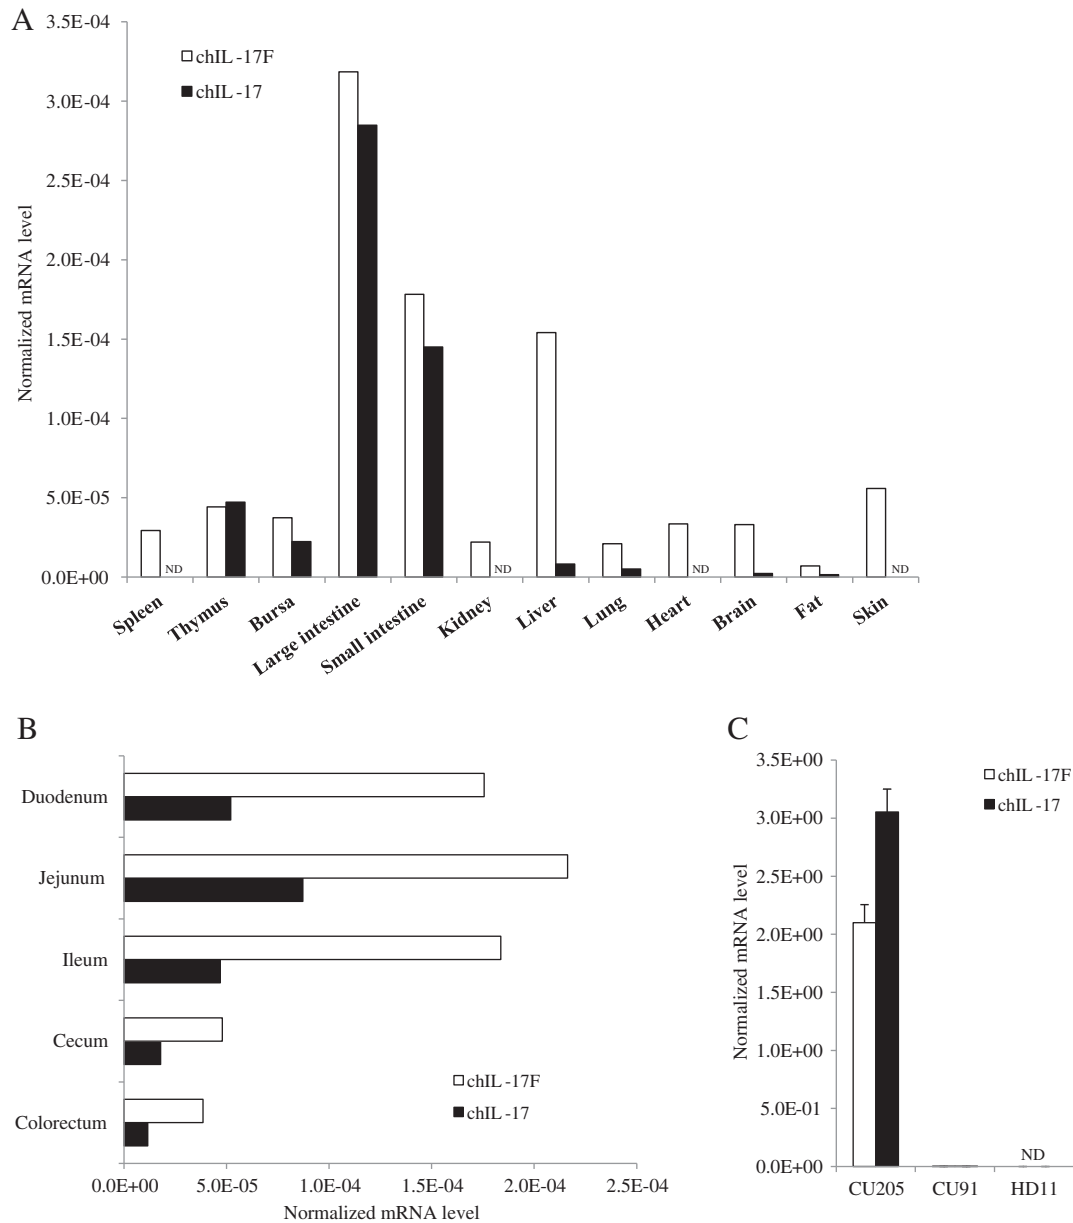 A
3.5E-04
3.0E-04
2.5E-04
2.0E-04
1.5E-04
1.0E-04
5.0E-05
0.0E+00
Normalized mRNA level
chIL-17F
chIL-17
ND
ND
ND
ND
Spleen
Thymus
Bursa
Large intestine
Small intestine
Kidney
Liver
Lung
Heart
Brain
Fat
Skin
B
Duodenum
Jejunum
Ileum
Cecum
Colorectum
chIL-17F
chIL-17
0.0E+00 5.0E-05 1.0E-04 1.5E-04 2.0E-04 2.5E-04
Normalized mRNA level
C
3.5E+00
3.0E+00
2.5E+00
2.0E+00
1.5E+00
1.0E+00
5.0E-01
0.0E+00
Normalized mRNA level
chIL-17F
chIL-17
ND
CU205 CU91 HD11